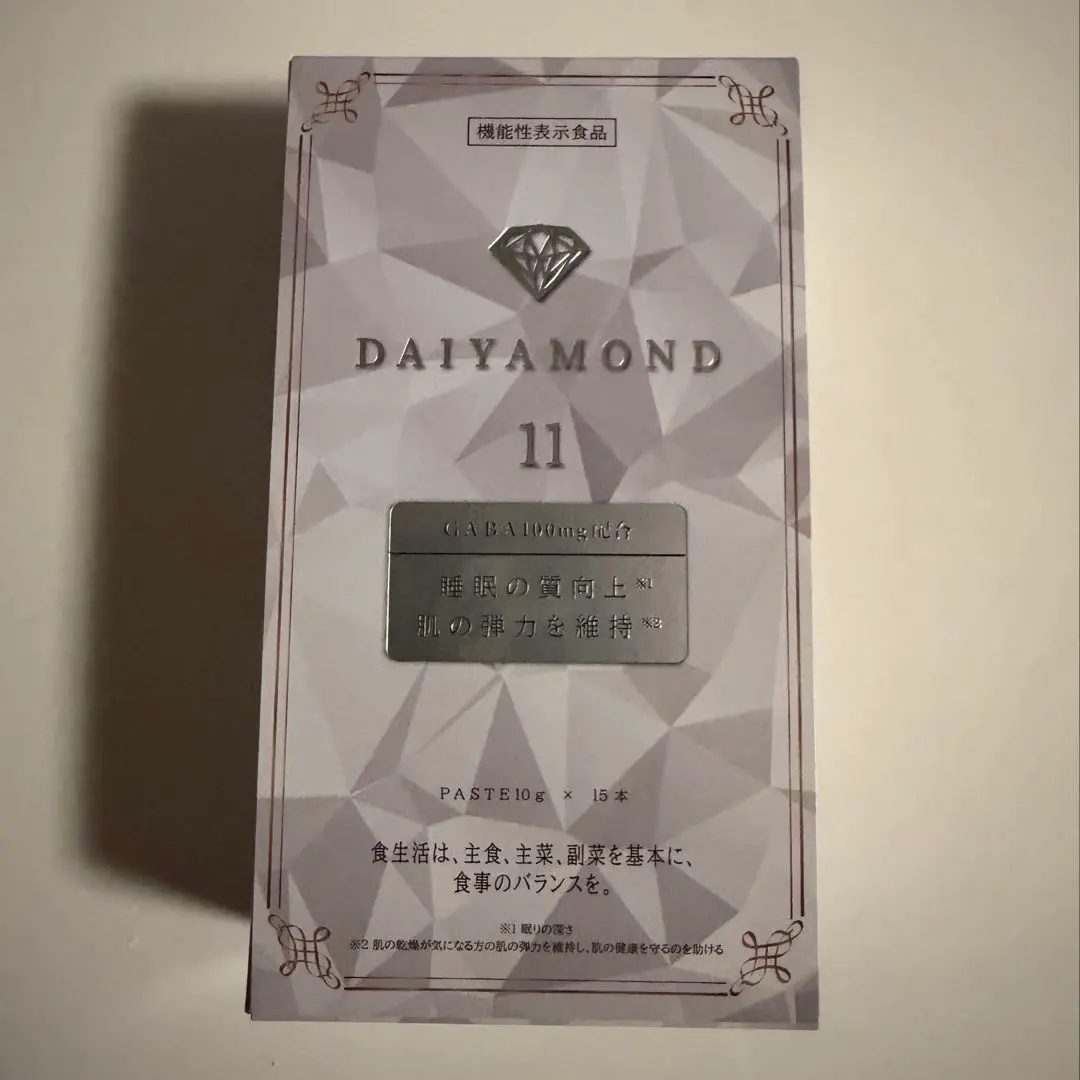 機能性表示食品
DAIYAMOND
11
GABA100mg配合
睡眠の質向上※1
肌の弾力を維持※2
PASTE10g × 15本
食生活は、主食、主菜、副菜を基本に、
食事のバランスを。
※1 眠りの深さ
※2 肌の乾燥が気になる方の肌の弾力を維持し、肌の健康を守るのを助ける